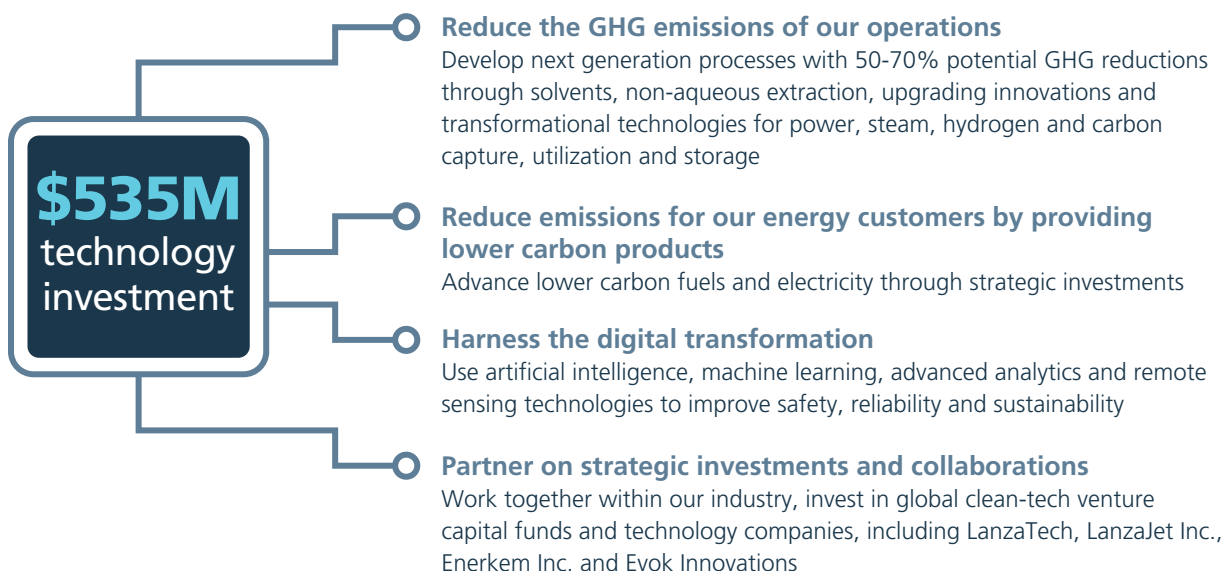 $535M
technology
investment
Reduce the GHG emissions of our operations
Develop next generation processes with 50-70% potential GHG reductions
through solvents, non-aqueous extraction, upgrading innovations and
transformational technologies for power, steam, hydrogen and carbon
capture, utilization and storage
Reduce emissions for our energy customers by providing
lower carbon products
Advance lower carbon fuels and electricity through strategic investments
Harness the digital transformation
Use artificial intelligence, machine learning, advanced analytics and remote
sensing technologies to improve safety, reliability and sustainability
Partner on strategic investments and collaborations
Work together within our industry, invest in global clean-tech venture
capital funds and technology companies, including LanzaTech, LanzaJet Inc.,
Enerkem Inc. and Evok Innovations